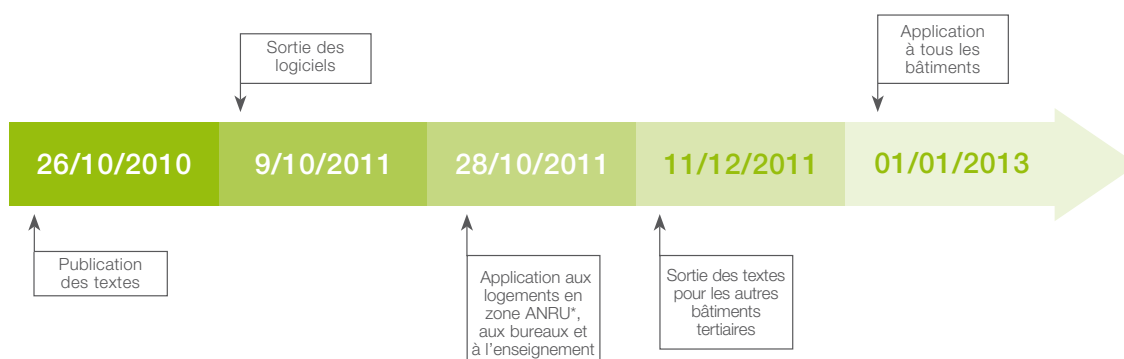 Sortie des
logiciels
Application
à tous les
bâtiments
26/10/2010
9/10/2011
28/10/2011
11/12/2011
01/01/2013
Publication
des textes
Application aux
logements en
zone ANRU*,
aux bureaux et
à l'enseignement
Sortie des textes
pour les autres
bâtiments
tertiaires